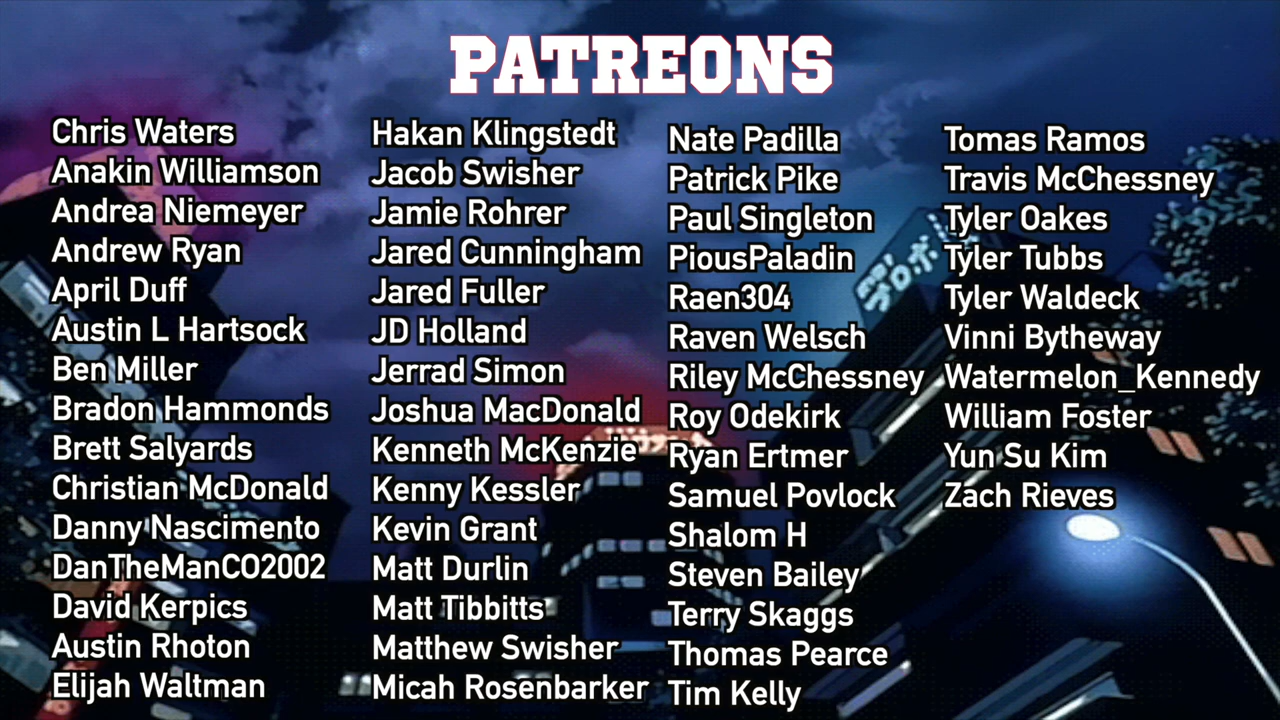 PATREONS
Chris Waters
Anakin Williamson
Andrea Niemeyer
Andrew Ryan
April Duff
Austin L Hartsock
Ben Miller
Bradon Hammonds
Brett Salyards
Christian McDonald
Danny Nascimento
DanTheManCO2002
David Kerpics
Austin Rhoton
Elijah Waltman
Hakan Klingstedt
Jacob Swisher
Jamie Rohrer
Jared Cunningham
Jared Fuller
JD Holland
Jerrad Simon
Joshua MacDonald
Kenneth McKenzie
Kenny Kessler
Kevin Grant
Matt Durlin
Matt Tibbitts
Matthew Swisher
Micah Rosenbarker
Nate Padilla
Patrick Pike
Paul Singleton
PiousPaladin
Raen304
Raven Welsch
Riley McChessney
Roy Odekirk
Ryan Ertmer
Samuel Povlock
Shalom H
Steven Bailey
Terry Skaggs
Thomas Pearce
Tim Kelly
Tomas Ramos
Travis McChessney
Tyler Oakes
Tyler Tubbs
Tyler Waldeck
Vinni Bytheway
Watermelon_Kennedy
William Foster
Yun Su Kim
Zach Rieves